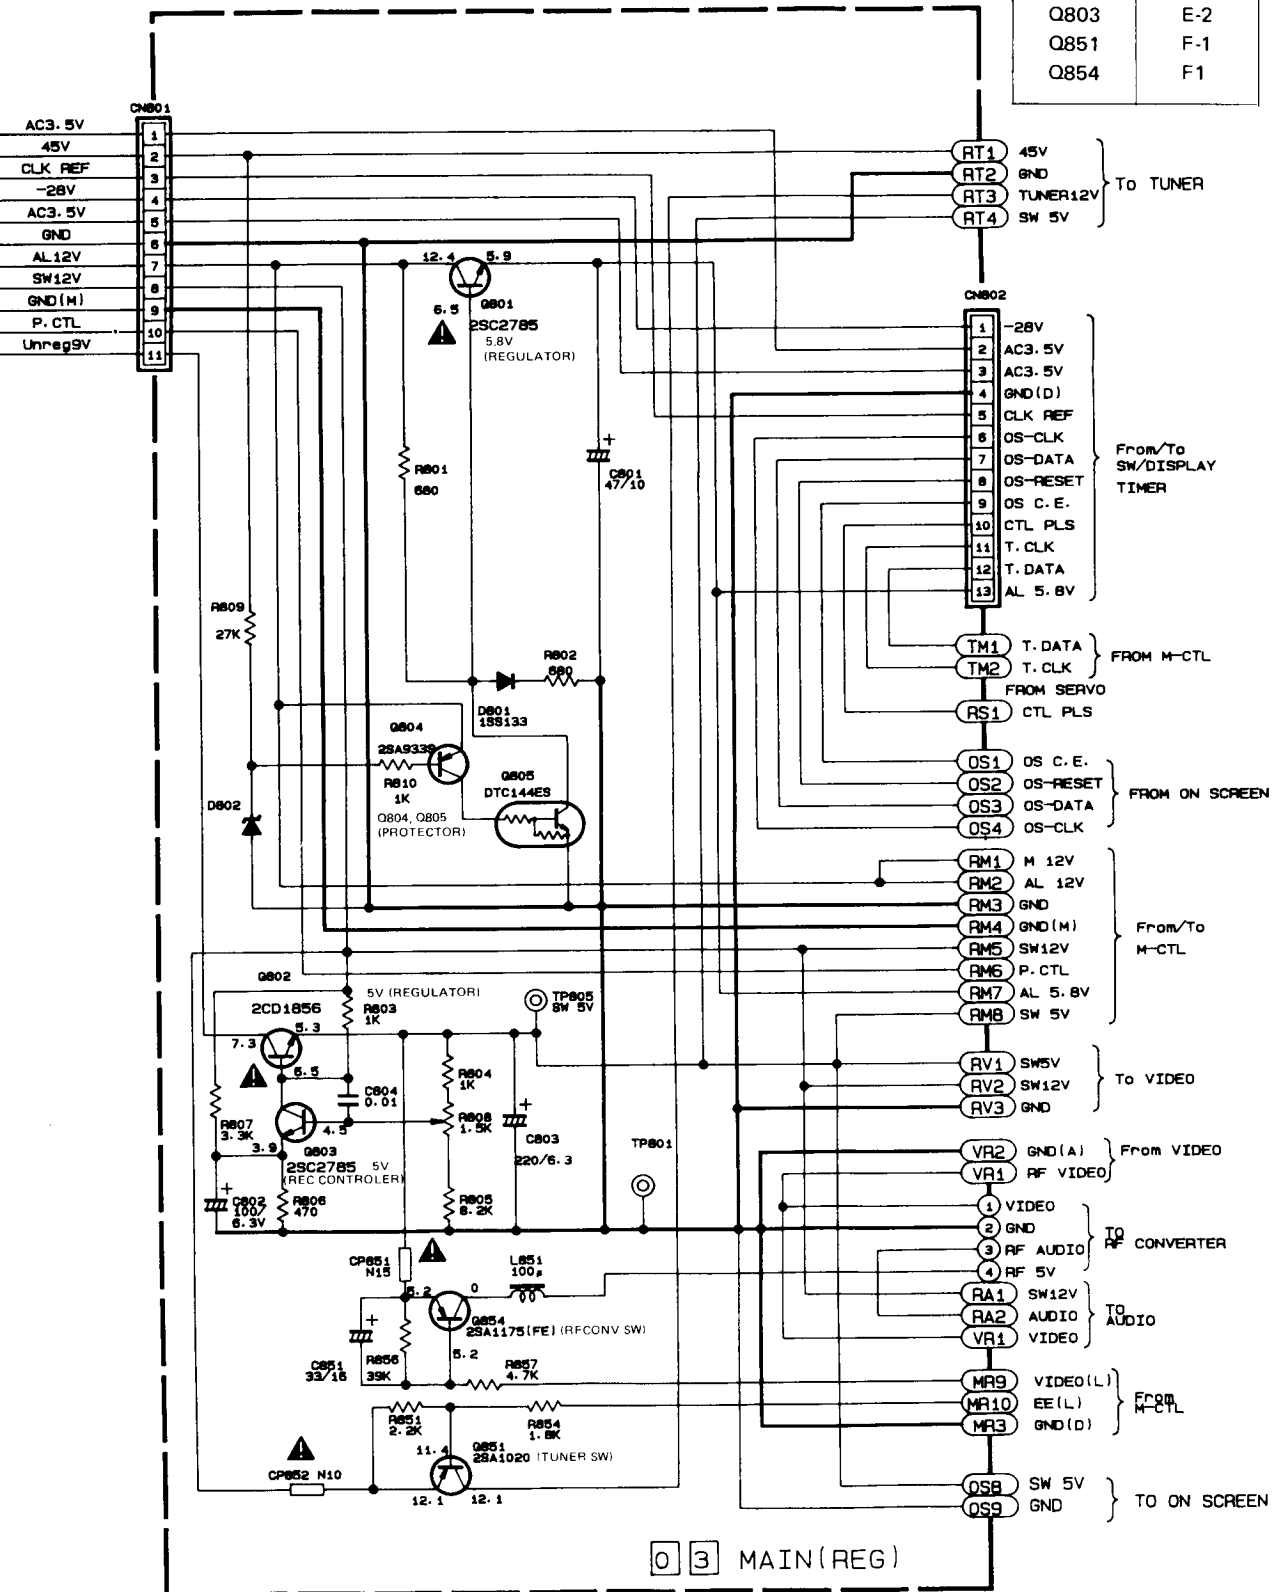 Q803 E-2
Q851 F-1
Q854 F1
CN801
AC3.5V 1
45V 2
CLK REF 3
-28V 4
AC3.5V 5
GND 6
AL12V 7
SW12V 8
GND(M) 9
P.CTL 10
Unreg9V 11
RT1 45V
RT2 GND
RT3 TUNER12V
RT4 SW 5V
To TUNER
12.4 5.9
6.5 Q801
2SC2785
5.8V
(REGULATOR)
CN802
1 -28V
2 AC3.5V
3 AC3.5V
4 GND(D)
5 CLK REF
6 OS-CLK
7 OS-DATA
8 OS-RESET
9 OS C.E.
10 CTL PLS
11 T.CLK
12 T.DATA
13 AL 5.8V
From/To
SW/DISPLAY
TIMER
R801
680
+
C801
47/10
R809
27K
R802
680
D801
1SS133
TM1 T.DATA
TM2 T.CLK
FROM M-CTL
FROM SERVO
RS1 CTL PLS
Q804
2SA933S
R810
1K
Q804, Q805
(PROTECTOR)
Q805
DTC144ES
D802
OS1 OS C.E.
OS2 OS-RESET
OS3 OS-DATA
OS4 OS-CLK
FROM ON SCREEN
RM1 M 12V
RM2 AL 12V
RM3 GND
RM4 GND(M)
RM5 SW12V
RM6 P.CTL
RM7 AL 5.8V
RM8 SW 5V
From/To
M-CTL
Q802
5V (REGULATOR)
2CD1856
R803
1K
TP805
SW 5V
5.3
7.3
6.5
C804
0.01
R804
1K
R807
3.3K
4.5
R808
1.5K
+
C803
220/6.3
3.9
Q803
2SC2785 5V
(REC CONTROLER)
+
C802
100/
6.3V
R806
470
R805
8.2K
TP801
RV1 SW5V
RV2 SW12V
RV3 GND
To VIDEO
VR2 GND(A)
VR1 RF VIDEO
From VIDEO
1 VIDEO
2 GND
3 RF AUDIO
4 RF 5V
TO
RF CONVERTER
RA1 SW12V
RA2 AUDIO
VR1 VIDEO
TO
AUDIO
CP851
N15
L851
100µ
5.2 0
Q854
2SA1175(FE) (RFCONV SW)
+
C851
33/16
R856
39K
5.2
R857
4.7K
MR9 VIDEO(L)
MR10 EE(L)
MR3 GND(D)
From
M-CTL
R851
2.2K
R854
1.8K
11.4
Q851
2SA1020 (TUNER SW)
CP852 N10
12.1 12.1
OS8 SW 5V
OS9 GND
TO ON SCREEN
0 3 MAIN(REG)